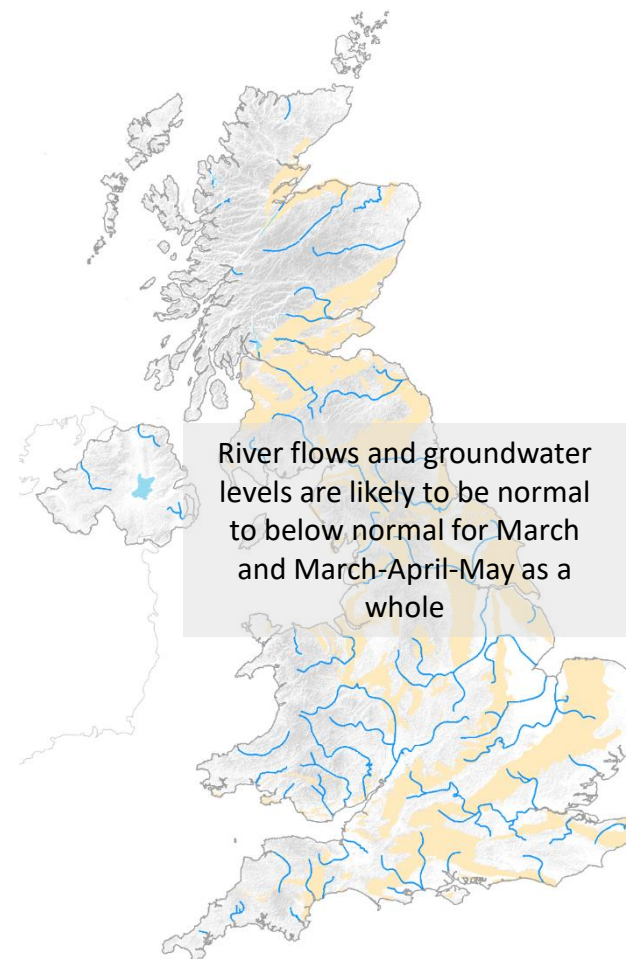 River flows and groundwater
levels are likely to be normal
to below normal for March
and March-April-May as a
whole